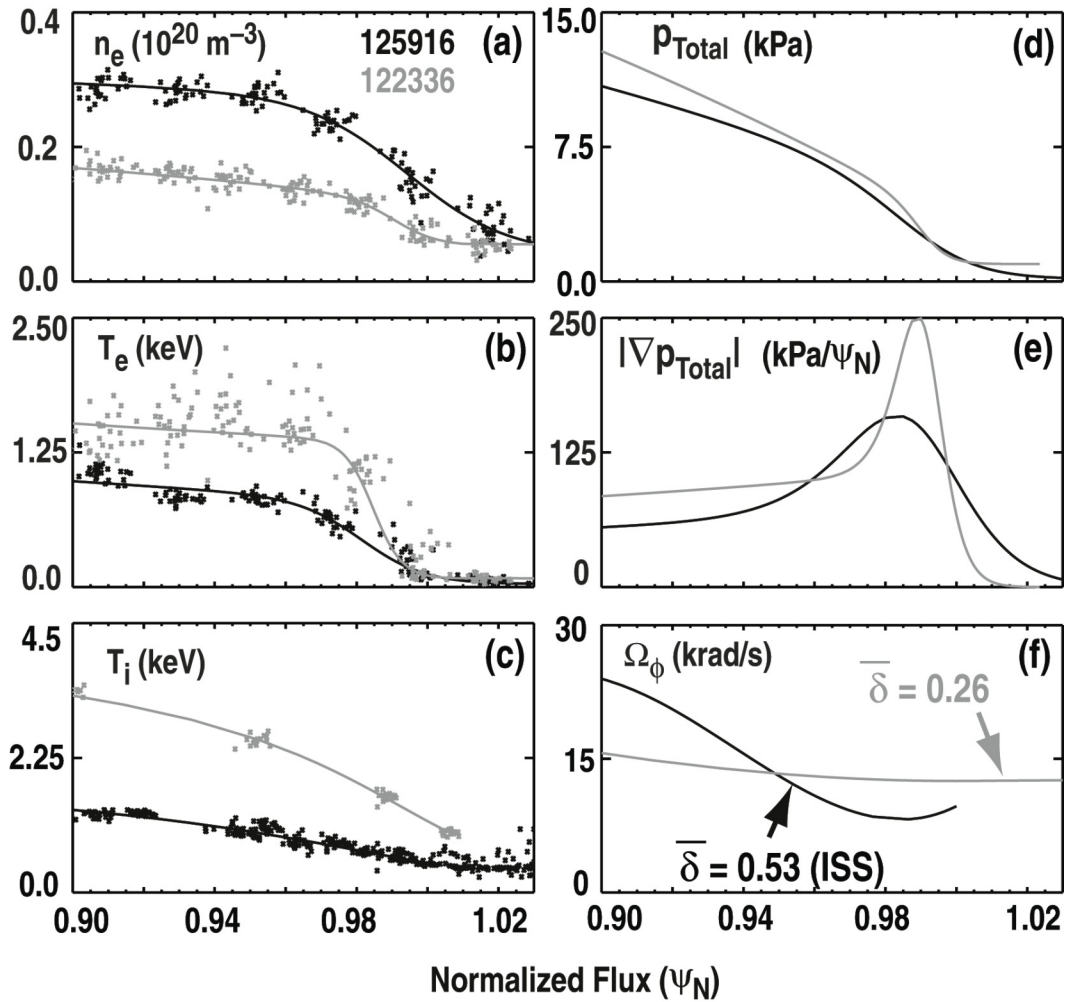 0.4
n_e (10^20 m^−3)
125916
(a)
122336
0.2
0.0
15.0
p_Total (kPa)
(d)
7.5
0.0
2.50
T_e (keV)
(b)
1.25
0.0
250
|∇p_Total| (kPa/ψ_N)
(e)
125
0
4.5
T_i (keV)
(c)
2.25
0.0
0.90 0.94 0.98 1.02
30
Ω_ϕ (krad/s)
(f)
δ̅ = 0.26
15
δ̅ = 0.53 (ISS)
0
0.90 0.94 0.98 1.02
Normalized Flux (ψ_N)